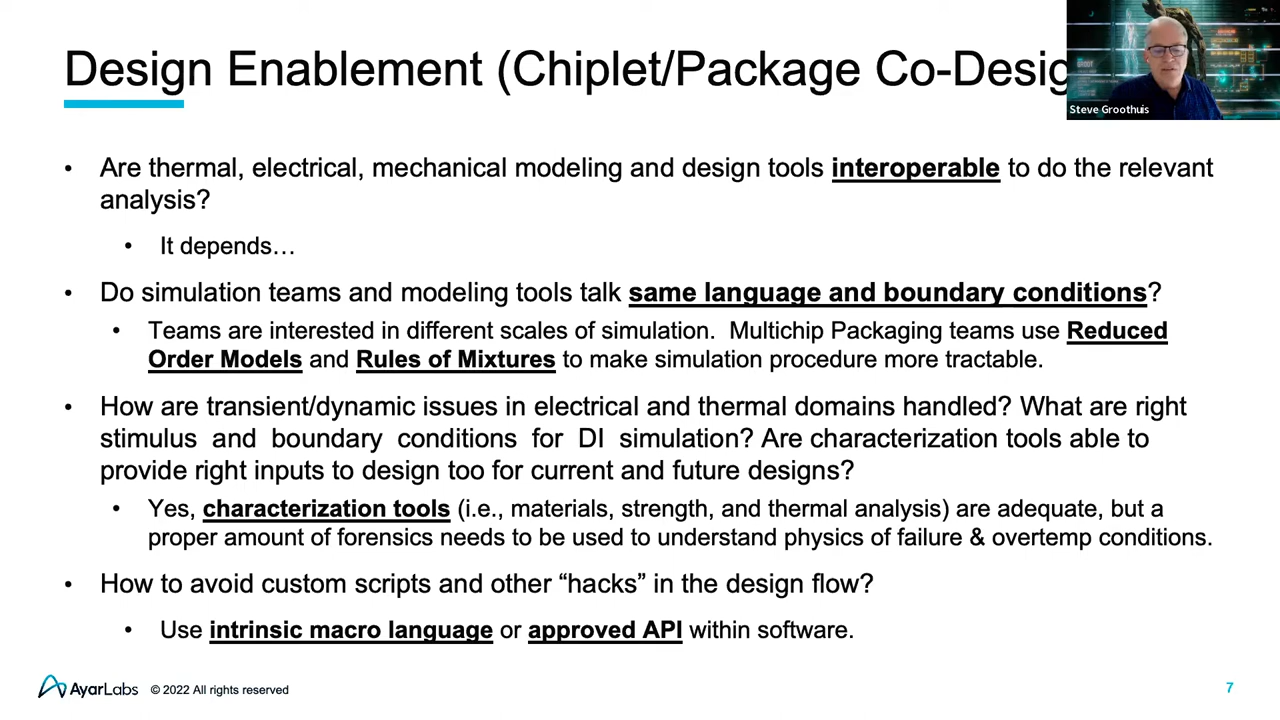 Design Enablement (Chiplet/Package Co-Desig
Steve Groothuis
• Are thermal, electrical, mechanical modeling and design tools interoperable to do the relevant
analysis?
• It depends…
• Do simulation teams and modeling tools talk same language and boundary conditions?
• Teams are interested in different scales of simulation. Multichip Packaging teams use Reduced
Order Models and Rules of Mixtures to make simulation procedure more tractable.
• How are transient/dynamic issues in electrical and thermal domains handled? What are right
stimulus and boundary conditions for DI simulation? Are characterization tools able to
provide right inputs to design too for current and future designs?
• Yes, characterization tools (i.e., materials, strength, and thermal analysis) are adequate, but a
proper amount of forensics needs to be used to understand physics of failure & overtemp conditions.
• How to avoid custom scripts and other “hacks” in the design flow?
• Use intrinsic macro language or approved API within software.
AyarLabs © 2022 All rights reserved
7